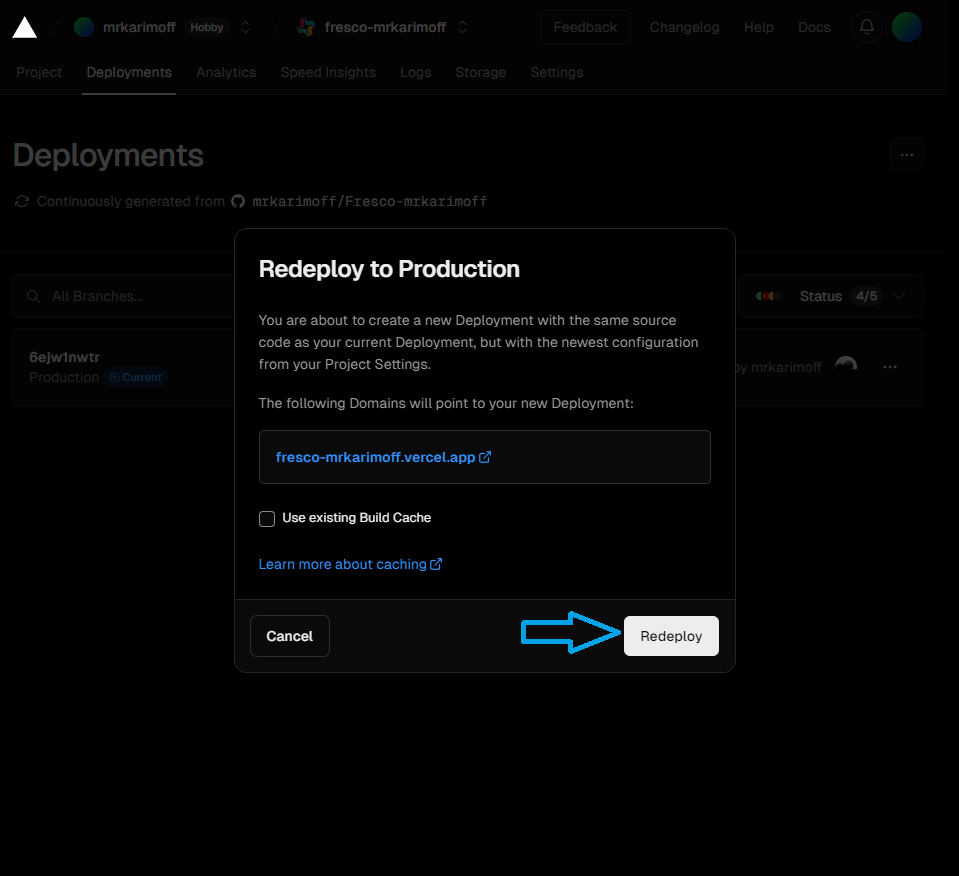 mrkarimoff Hobby fresco-mrkarimoff Feedback Changelog Help Docs
Project Deployments Analytics Speed Insights Logs Storage Settings
Deployments
Continuously generated from mrkarimoff/Fresco-mrkarimoff
All Branches...
Status 4/5
6ejw1nwtr
Production Current
by mrkarimoff
Redeploy to Production
You are about to create a new Deployment with the same source
code as your current Deployment, but with the newest configuration
from your Project Settings.
The following Domains will point to your new Deployment:
fresco-mrkarimoff.vercel.app
Use existing Build Cache
Learn more about caching
Cancel
Redeploy